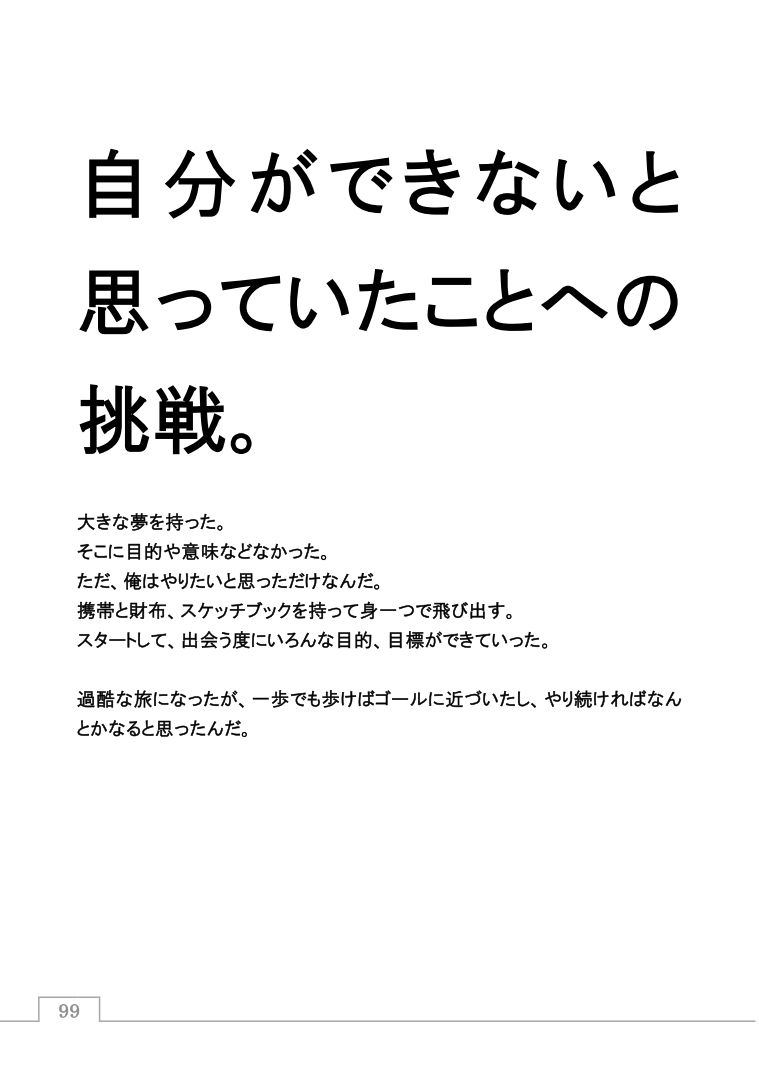 自分ができないと
思っていたことへの
挑戦。
大きな夢を持った。
そこに目的や意味などなかった。
ただ、俺はやりたいと思っただけなんだ。
携帯と財布、スケッチブックを持って身一つで飛び出す。
スタートして、出会う度にいろんな目的、目標ができていった。
過酷な旅になったが、一歩でも歩けばゴールに近づいたし、やり続ければなん
とかなると思ったんだ。
99